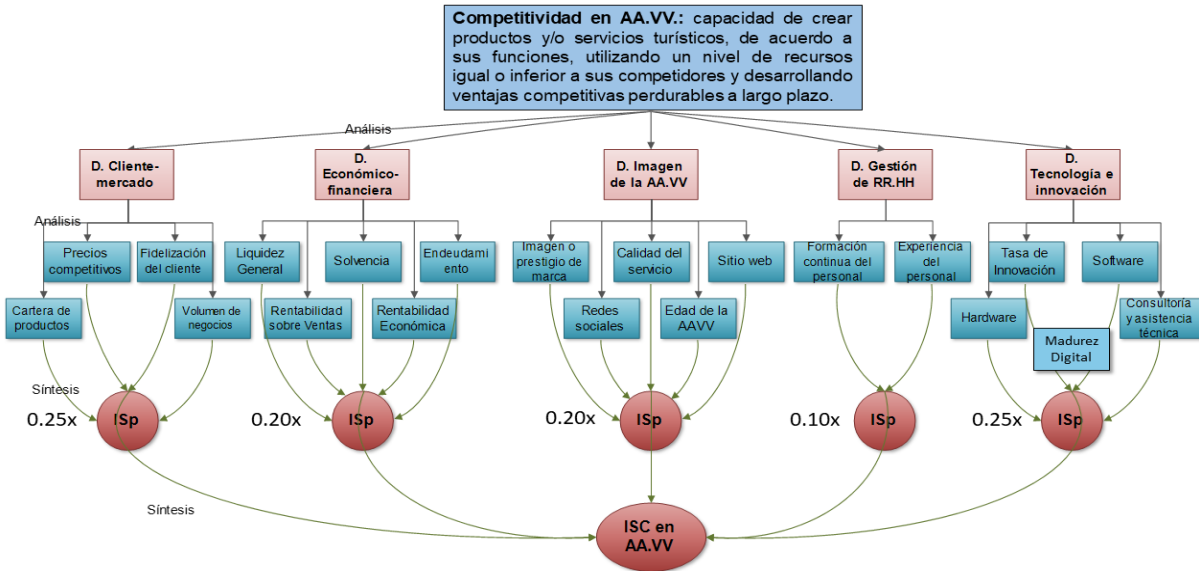 Competitividad en AA.VV.: capacidad de crear
productos y/o servicios turísticos, de acuerdo a
sus funciones, utilizando un nivel de recursos
igual o inferior a sus competidores y desarrollando
ventajas competitivas perdurables a largo plazo.
Análisis
D. Cliente-
mercado
D.
Económico-
financiera
D. Imagen
de la AA.VV
D. Gestión
de RR.HH
D.
Tecnología e
innovación
Análisis
Precios
competitivos
Fidelización
del cliente
Liquidez
General
Solvencia
Endeudami
ento
Imagen o
prestigio de
marca
Calidad del
servicio
Sitio web
Formación
continua del
personal
Experiencia
del
personal
Tasa de
Innovación
Software
Cartera de
productos
Volumen de
negocios
Rentabilidad
sobre Ventas
Rentabilidad
Económica
Redes
sociales
Edad de la
AAVV
Hardware
Consultoría
y asistencia
técnica
Madurez
Digital
Síntesis
0.25x
ISp
0.20x
ISp
0.20x
ISp
0.10x
ISp
0.25x
ISp
Síntesis
ISC en
AA.VV